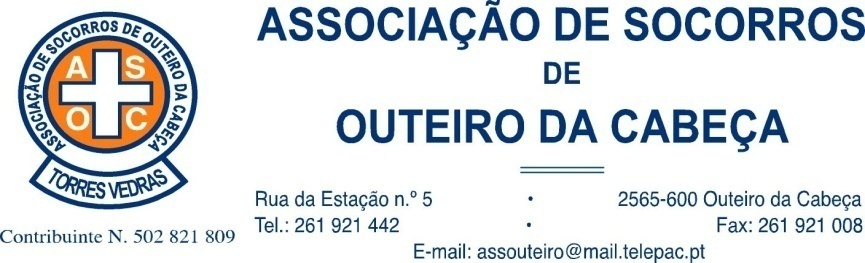 ASSOCIAÇÃO DE SOCORROS
DE
OUTEIRO DA CABEÇA
ASSOCIAÇÃO DE SOCORROS DE OUTEIRO DA CABEÇA
A S
O C
TORRES VEDRAS
Contribuinte N. 502 821 809
Rua da Estação n.º 5 • 2565-600 Outeiro da Cabeça
Tel.: 261 921 442 • Fax: 261 921 008
E-mail: assouteiro@mail.telepac.pt